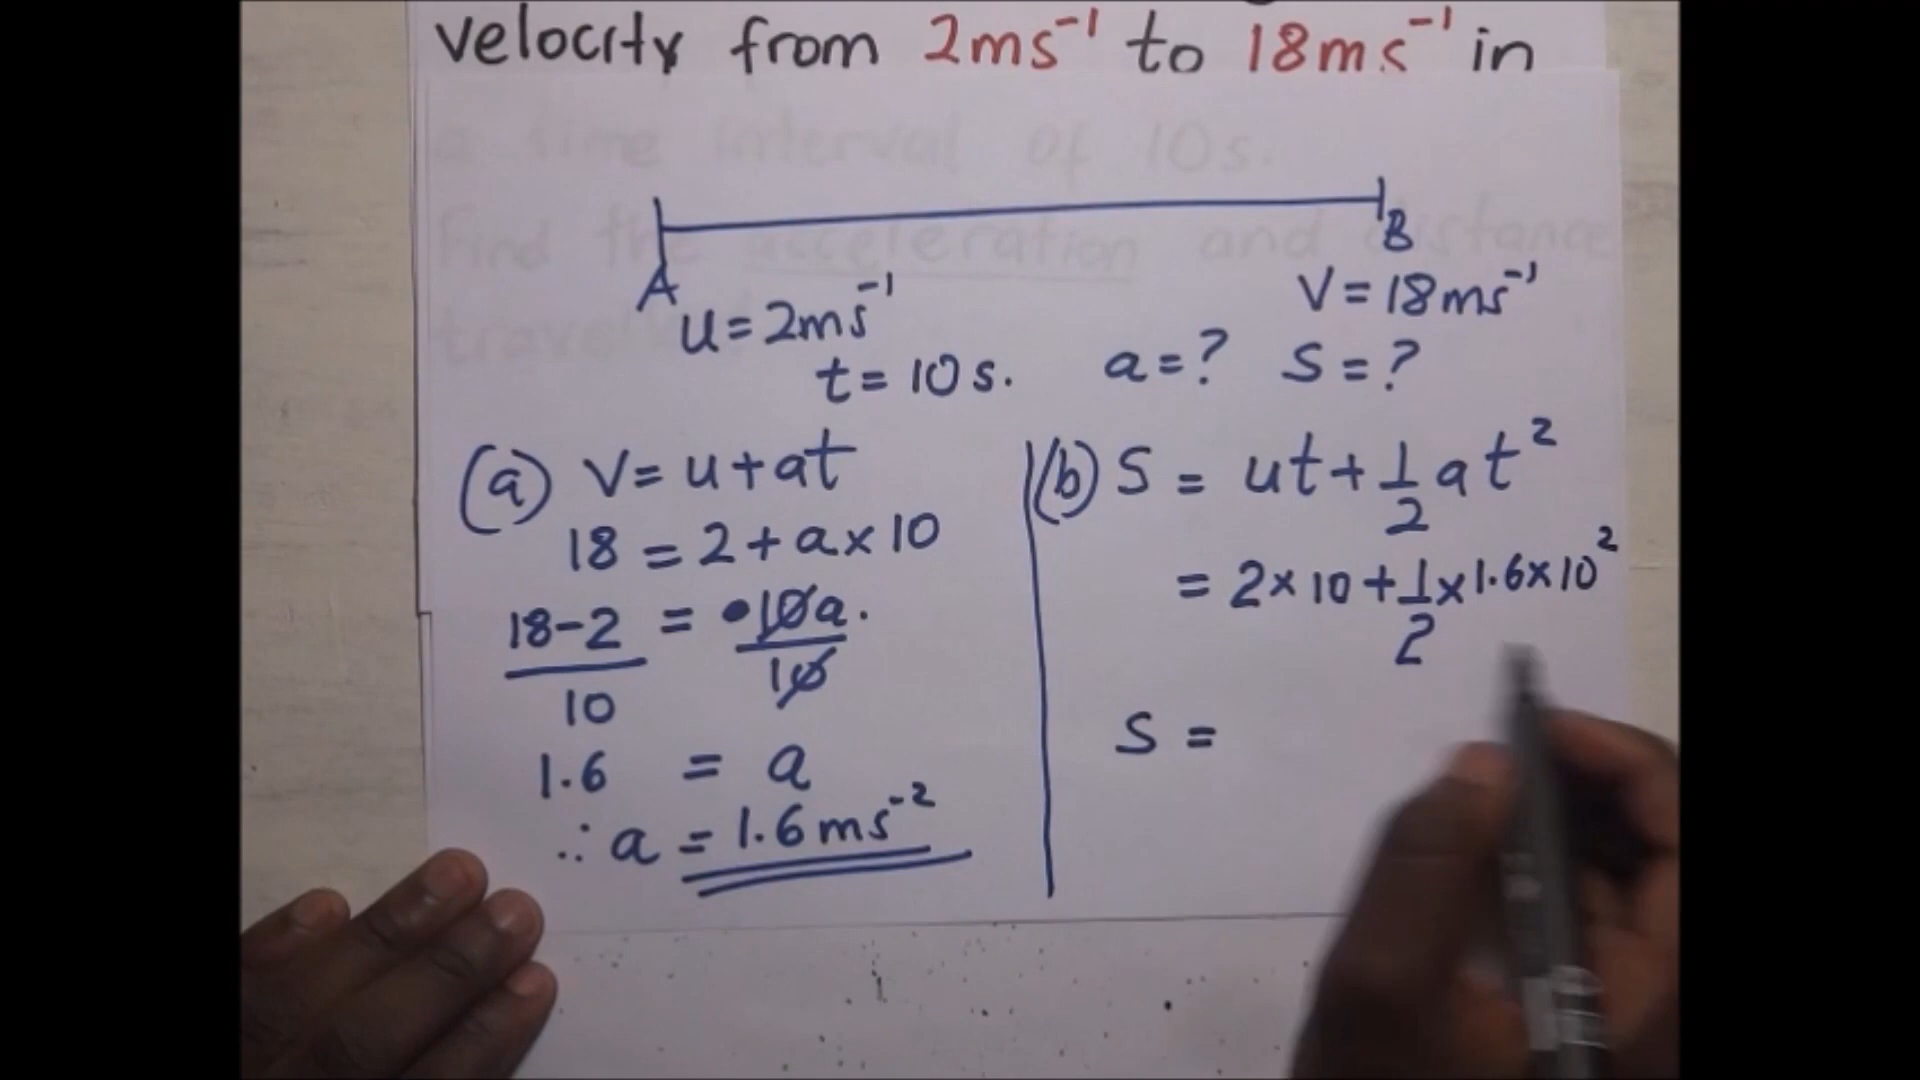 velocity from 2ms⁻¹ to 18ms⁻¹ in
a time interval of 10s.
Find the acceleration and distance
A B
u = 2ms⁻¹ V = 18ms⁻¹
t = 10s. a = ? S = ?
(a) V = u + at
18 = 2 + a × 10
18 - 2 / 10 = 10a. / 10
1.6 = a
∴ a = 1.6ms⁻²
(b) S = ut + 1/2 at²
= 2 × 10 + 1/2 × 1.6 × 10²
S =